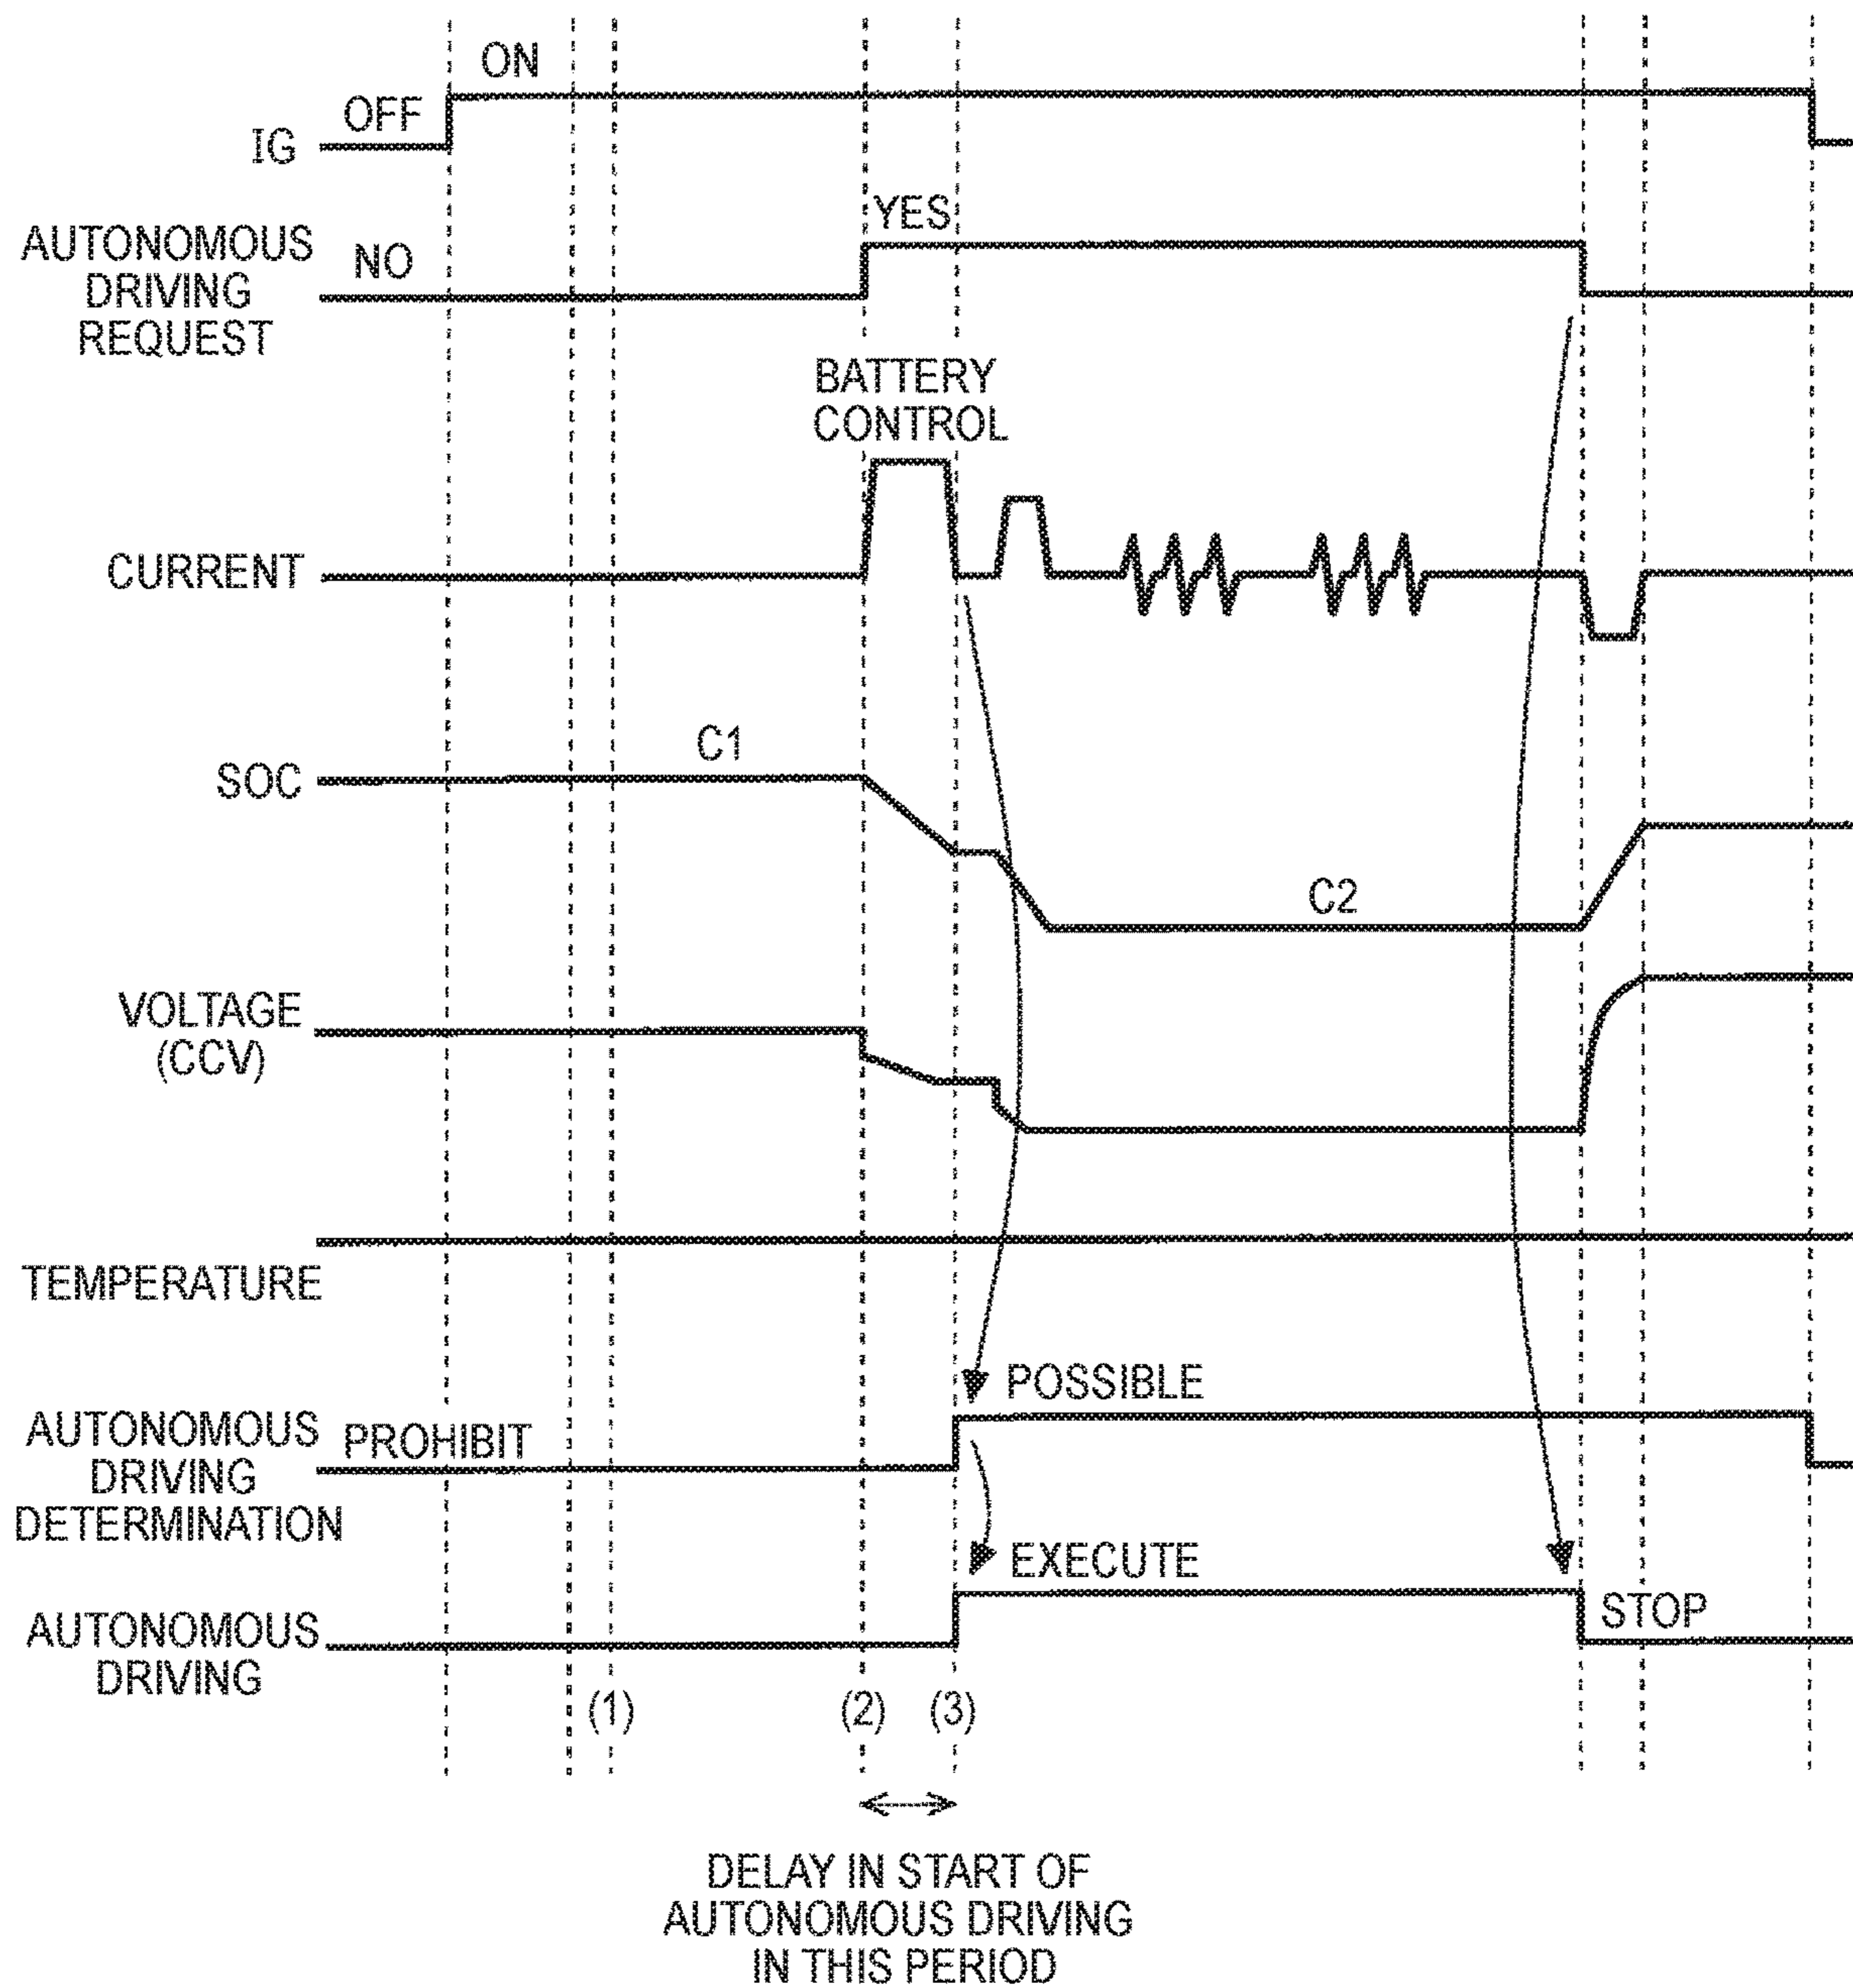 ON
OFF
IG
YES
AUTONOMOUS
DRIVING
REQUEST
NO
BATTERY
CONTROL
CURRENT
C1
SOC
C2
VOLTAGE
(CCV)
TEMPERATURE
POSSIBLE
AUTONOMOUS
DRIVING
DETERMINATION
PROHIBIT
EXECUTE
STOP
AUTONOMOUS
DRIVING
(1) (2) (3)
DELAY IN START OF
AUTONOMOUS DRIVING
IN THIS PERIOD